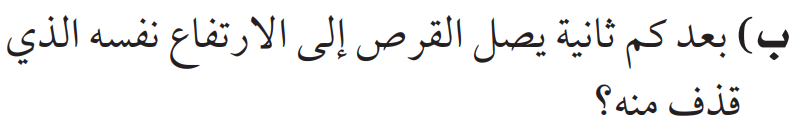 ب) بعد كم ثانية يصل القرص إلى الارتفاع نفسه الذي
قذف منه؟